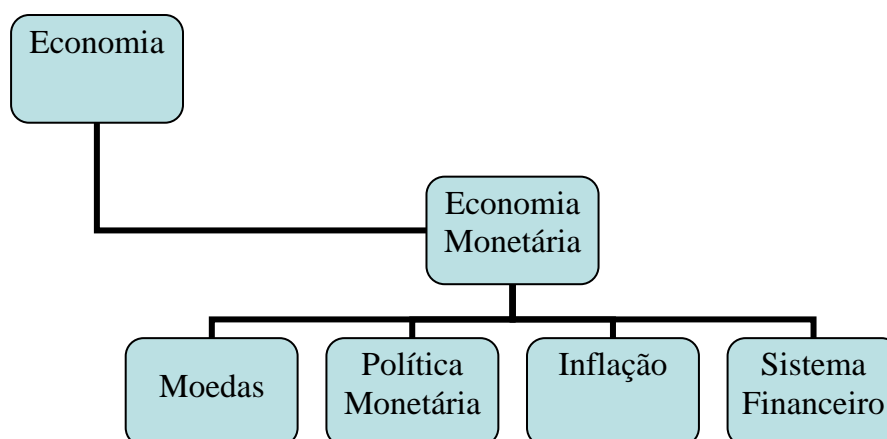 Economia
Economia
Monetária
Moedas
Política
Monetária
Inflação
Sistema
Financeiro